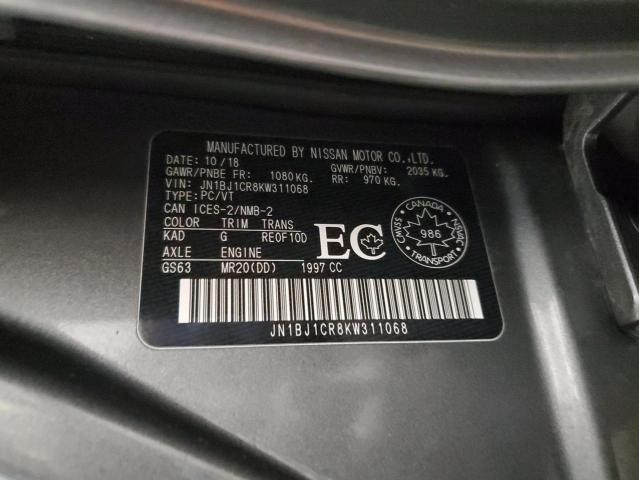 MANUFACTURED BY NISSAN MOTOR CO.,LTD.
DATE: 10/18 GVWR/PNBV: 2035 KG.
GAWR/PNBE FR: 1080 KG. RR: 970 KG.
VIN: JN1BJ1CR8KW311068
TYPE: PC/VT
CAN ICES-2/NMB-2
COLOR TRIM TRANS
KAD G RE0F10D
AXLE ENGINE
GS63 MR20(DD) 1997 CC
EC
CANADA
CMVSS 986 NSVAC
TRANSPORT
JN1BJ1CR8KW311068